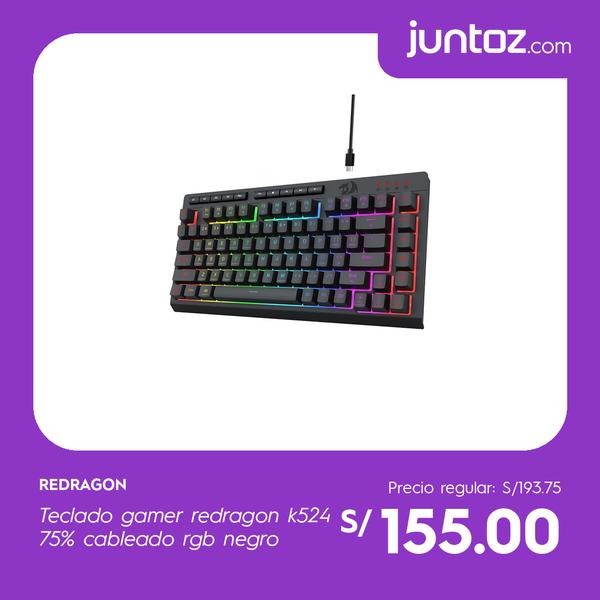 juntoz.com
REDRAGON
Teclado gamer redragon k524
75% cableado rgb negro
Precio regular: S/193.75
S/155.00